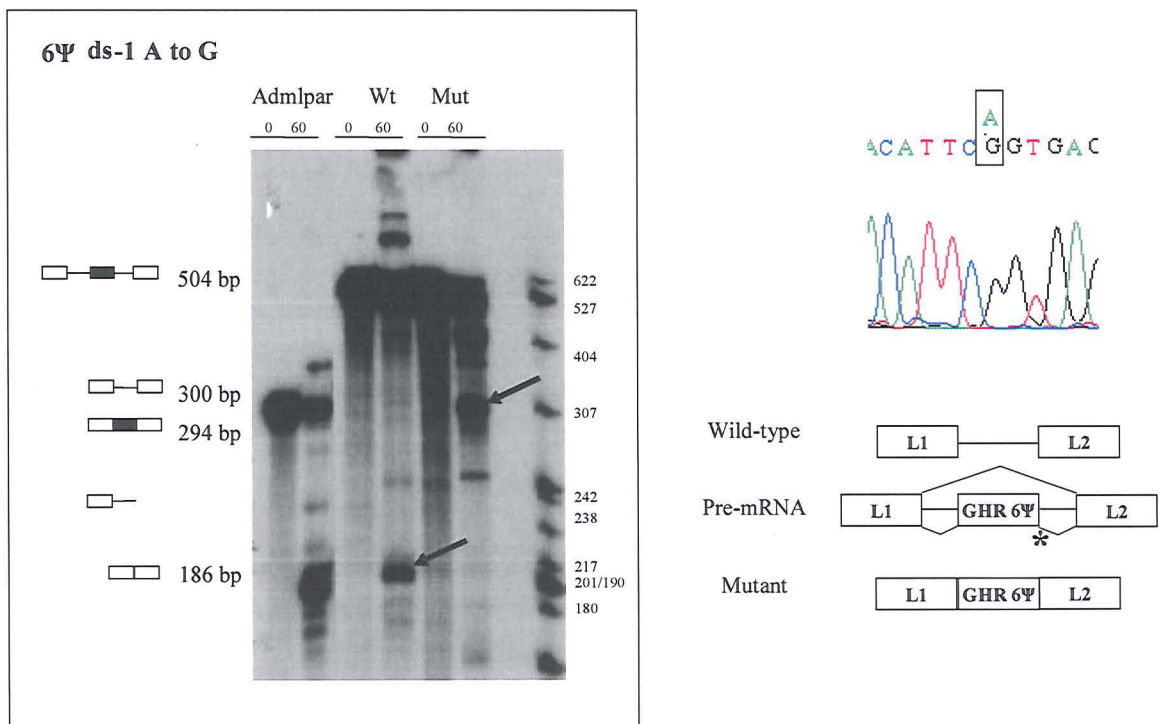 6Ψ ds-1 A to G
Admlpar Wt Mut
0 60 0 60 0 60
504 bp
300 bp
294 bp
186 bp
622
527
404
307
242
238
217
201/190
180
A
ACATTCGGTGAC
Wild-type
L1 L2
Pre-mRNA
L1 GHR 6Ψ L2
*
Mutant
L1 GHR 6Ψ L2